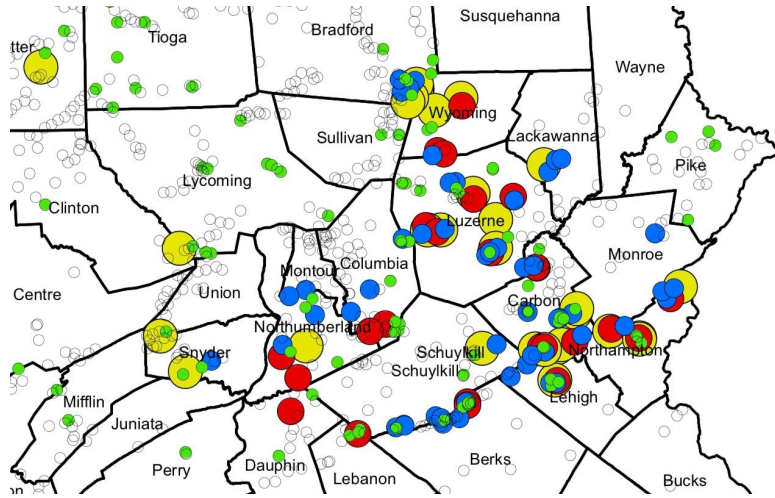 Susquehanna
Bradford
Tioga
tter
Wayne
Wyoming
Lackawanna
Sullivan
Pike
Lycoming
Clinton
Luzerne
Monroe
Columbia
Montour
Union
Centre
Carbon
Northumberland
Snyder
Schuylkill
Northampton
Schuylkill
Lehigh
Mifflin
Juniata
Berks
Dauphin
Perry
Lebanon
Bucks
on